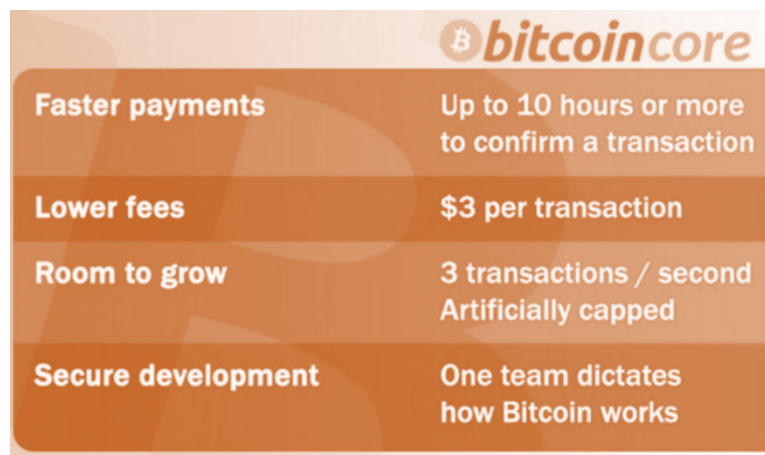 bitcoincore
Faster payments
Up to 10 hours or more
to confirm a transaction
Lower fees
$3 per transaction
Room to grow
3 transactions / second
Artificially capped
Secure development
One team dictates
how Bitcoin works